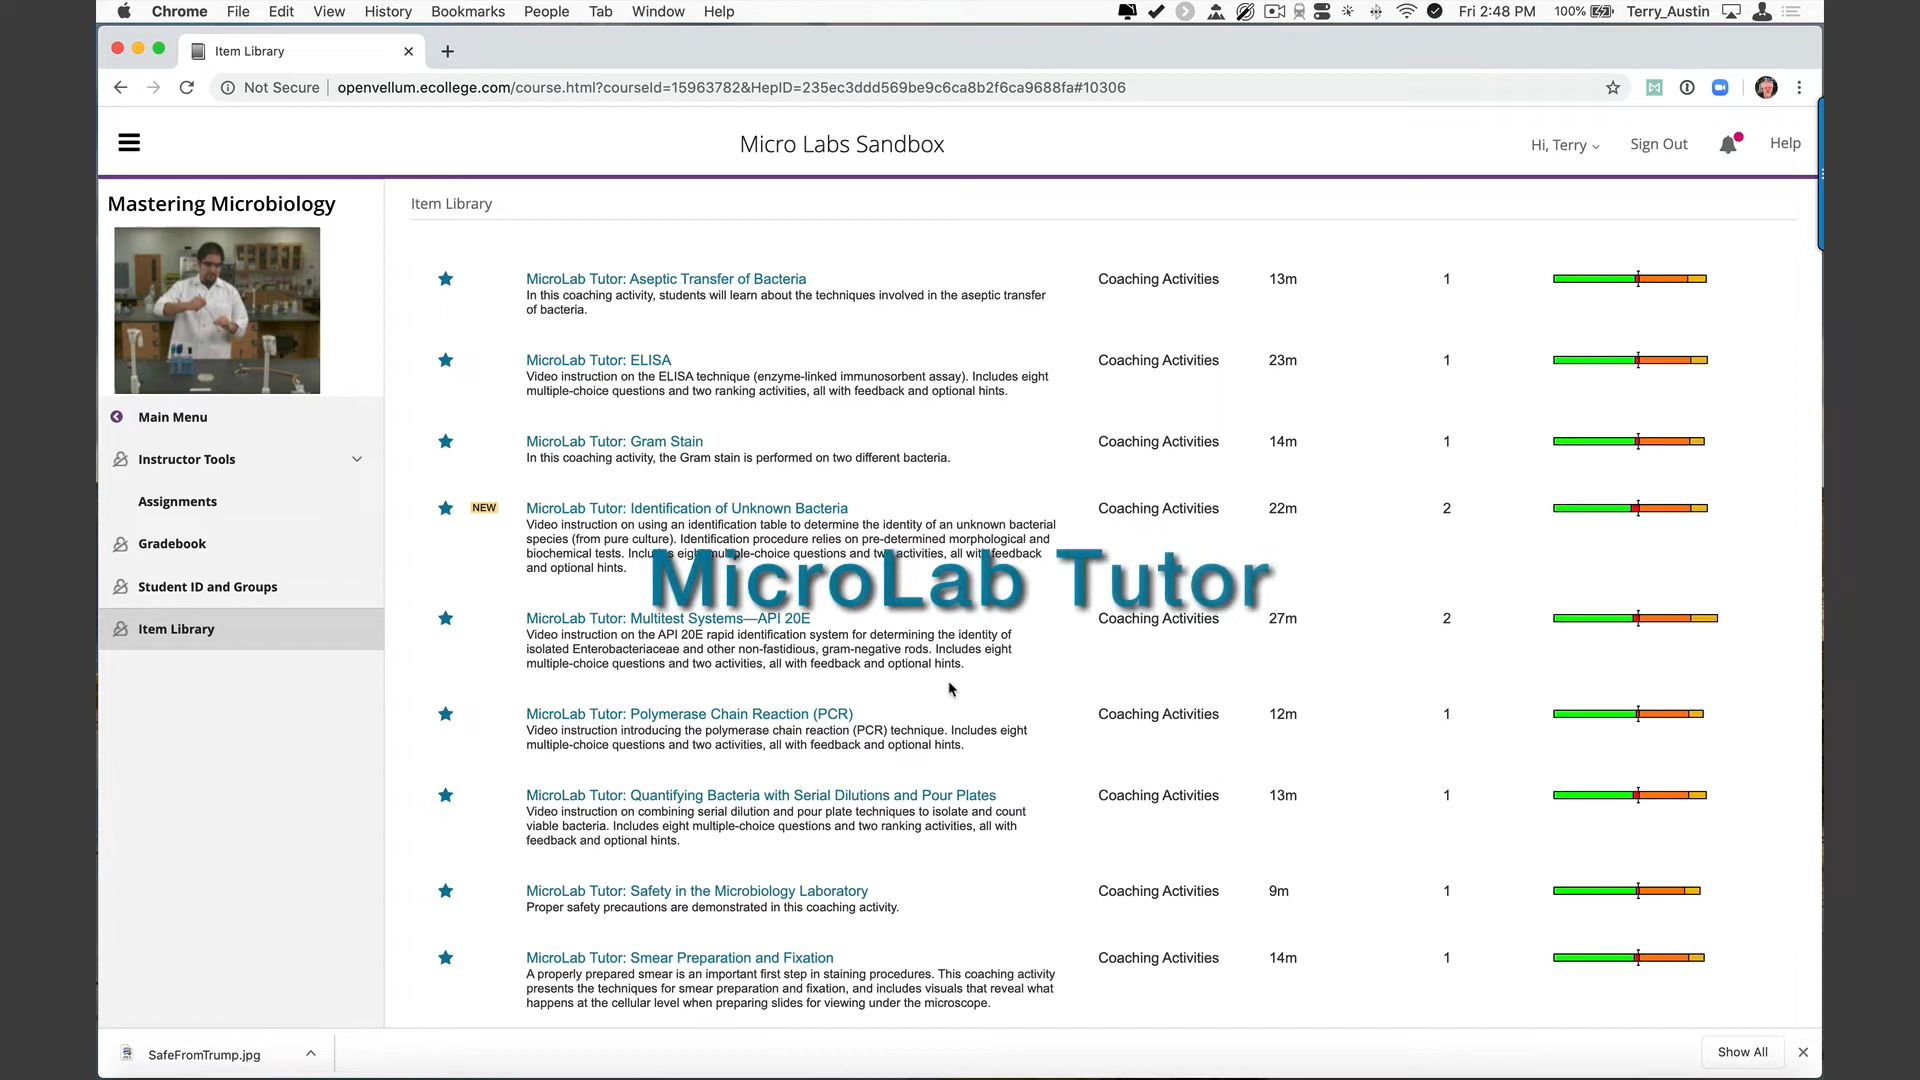 Chrome File Edit View History Bookmarks People Tab Window Help Fri 2:48 PM 100% Terry_Austin
Item Library
Not Secure openvellum.ecollege.com/course.html?courseId=15963782&HepID=235ec3ddd569be9c6ca8b2f6ca9688fa#10306
Micro Labs Sandbox
Hi, Terry Sign Out Help
Mastering Microbiology
Main Menu
Instructor Tools
Assignments
Gradebook
Student ID and Groups
Item Library
Item Library
MicroLab Tutor: Aseptic Transfer of Bacteria Coaching Activities 13m 1
In this coaching activity, students will learn about the techniques involved in the aseptic transfer
of bacteria.
MicroLab Tutor: ELISA Coaching Activities 23m 1
Video instruction on the ELISA technique (enzyme-linked immunosorbent assay). Includes eight
multiple-choice questions and two ranking activities, all with feedback and optional hints.
MicroLab Tutor: Gram Stain Coaching Activities 14m 1
In this coaching activity, the Gram stain is performed on two different bacteria.
NEW MicroLab Tutor: Identification of Unknown Bacteria Coaching Activities 22m 2
Video instruction on using an identification table to determine the identity of an unknown bacterial
species (from pure culture). Identification procedure relies on pre-determined morphological and
biochemical tests. Includes eight multiple-choice questions and two activities, all with feedback
and optional hints.
MicroLab Tutor
MicroLab Tutor: Multitest Systems—API 20E Coaching Activities 27m 2
Video instruction on the API 20E rapid identification system for determining the identity of
isolated Enterobacteriaceae and other non-fastidious, gram-negative rods. Includes eight
multiple-choice questions and two activities, all with feedback and optional hints.
MicroLab Tutor: Polymerase Chain Reaction (PCR) Coaching Activities 12m 1
Video instruction introducing the polymerase chain reaction (PCR) technique. Includes eight
multiple-choice questions and two activities, all with feedback and optional hints.
MicroLab Tutor: Quantifying Bacteria with Serial Dilutions and Pour Plates Coaching Activities 13m 1
Video instruction on combining serial dilution and pour plate techniques to isolate and count
viable bacteria. Includes eight multiple-choice questions and two ranking activities, all with
feedback and optional hints.
MicroLab Tutor: Safety in the Microbiology Laboratory Coaching Activities 9m 1
Proper safety precautions are demonstrated in this coaching activity.
MicroLab Tutor: Smear Preparation and Fixation Coaching Activities 14m 1
A properly prepared smear is an important first step in staining procedures. This coaching activity
presents the techniques for smear preparation and fixation, and includes visuals that reveal what
happens at the cellular level when preparing slides for viewing under the microscope.
SafeFromTrump.jpg Show All